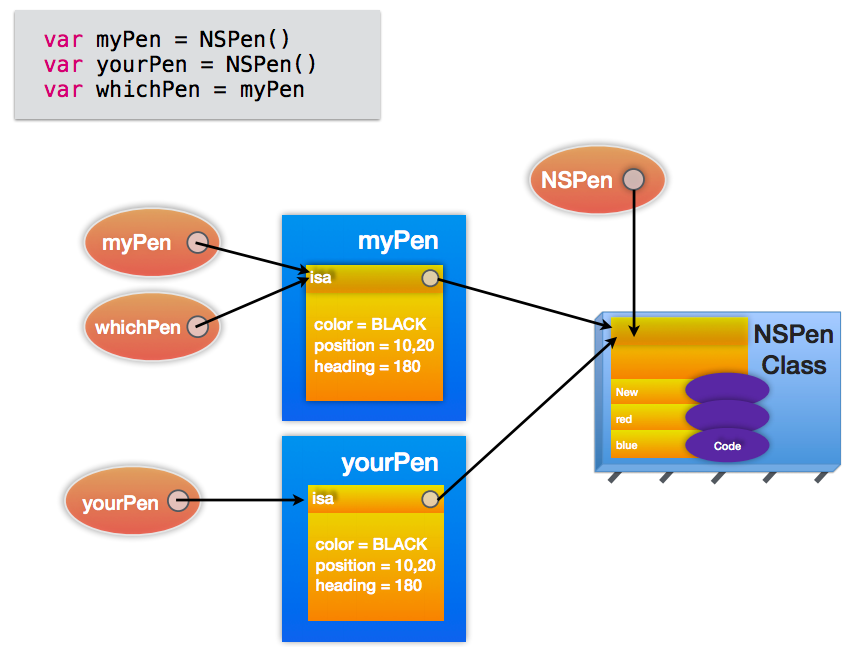 var myPen = NSPen()
var yourPen = NSPen()
var whichPen = myPen
NSPen
myPen
whichPen
myPen
isa
color = BLACK
position = 10,20
heading = 180
NSPen
Class
New
red
blue
Code
yourPen
yourPen
isa
color = BLACK
position = 10,20
heading = 180